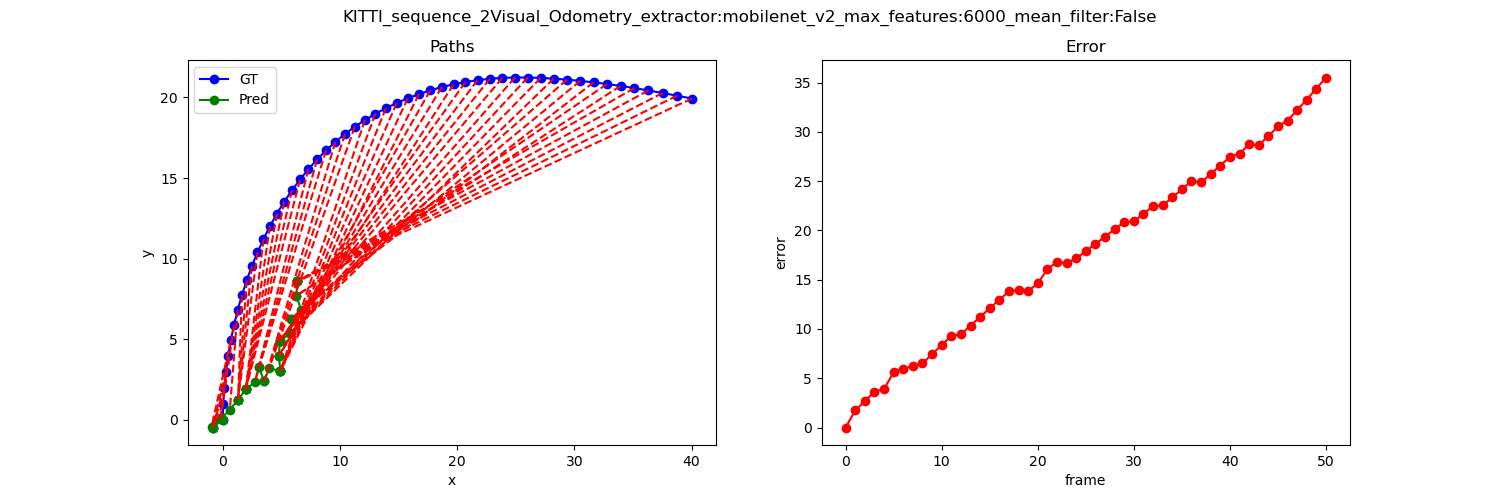 KITTI_sequence_2Visual_Odometry_extractor:mobilenet_v2_max_features:6000_mean_filter:False
Paths
GT
Pred
20
15
10
5
0
y
0 10 20 30 40
x
Error
35
30
25
20
15
10
5
0
error
0 10 20 30 40 50
frame